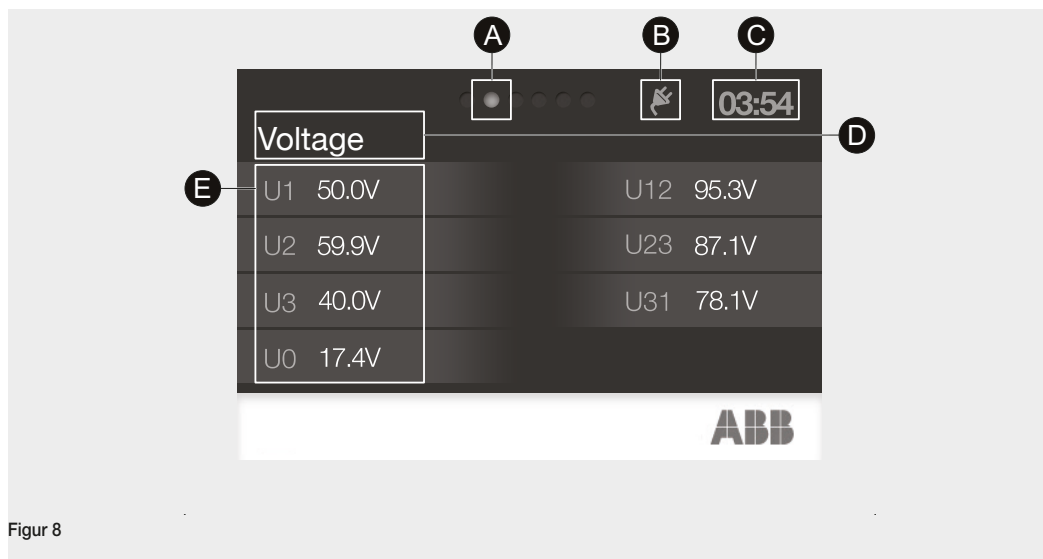 A B C
03:54
Voltage D
E U1 50.0V U12 95.3V
U2 59.9V U23 87.1V
U3 40.0V U31 78.1V
U0 17.4V
ABB
Figur 8